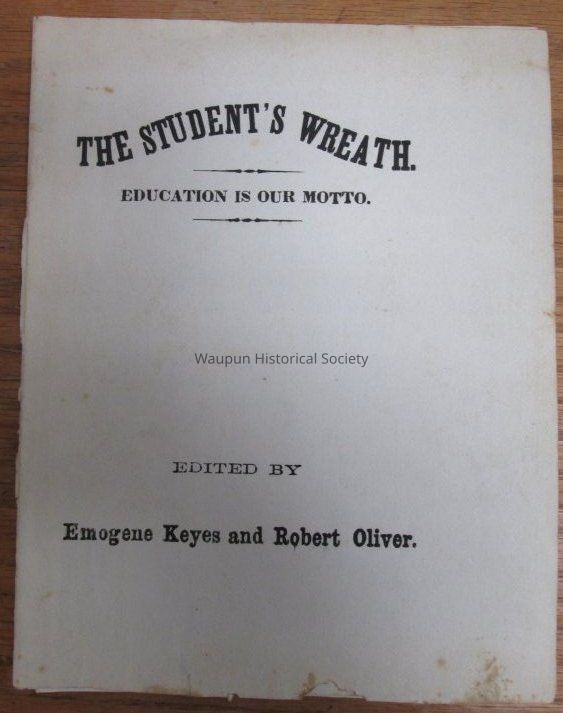 THE STUDENT'S WREATH.
EDUCATION IS OUR MOTTO.
Waupun Historical Society
EDITED BY
Emogene Keyes and Robert Oliver.